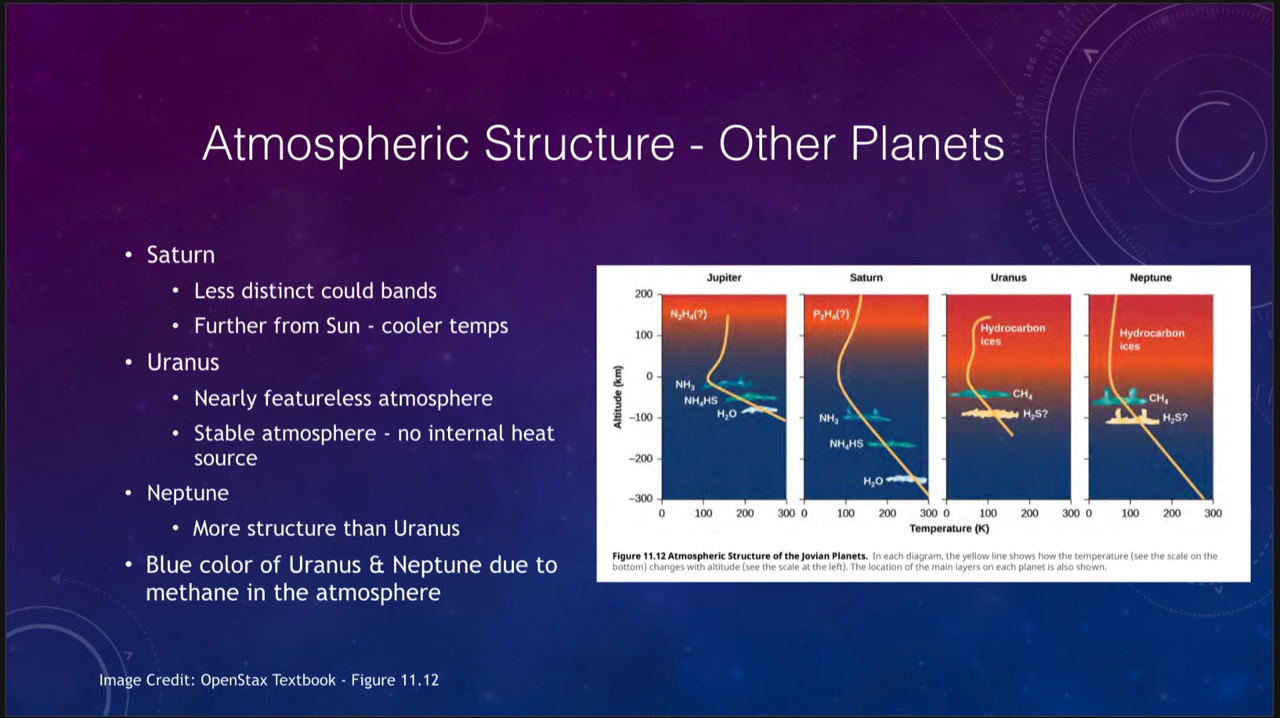 Atmospheric Structure - Other Planets
• Saturn
• Less distinct could bands
• Further from Sun - cooler temps
• Uranus
• Nearly featureless atmosphere
• Stable atmosphere - no internal heat
source
• Neptune
• More structure than Uranus
• Blue color of Uranus & Neptune due to
methane in the atmosphere
Image Credit: OpenStax Textbook - Figure 11.12
Jupiter Saturn Uranus Neptune
Altitude (km)
200
100
0
−100
−200
−300
N₂H₄(?)
NH₃
NH₄HS
H₂O
P₂H₄(?)
NH₃
NH₄HS
H₂O
Hydrocarbon
ices
CH₄
H₂S?
Hydrocarbon
ices
CH₄
H₂S?
0 100 200 300 0 100 200 300 0 100 200 300 0 100 200 300
Temperature (K)
Figure 11.12 Atmospheric Structure of the Jovian Planets. In each diagram, the yellow line shows how the temperature (see the scale on the
bottom) changes with altitude (see the scale at the left). The location of the main layers on each planet is also shown.
210
200
190
180
170
160
150